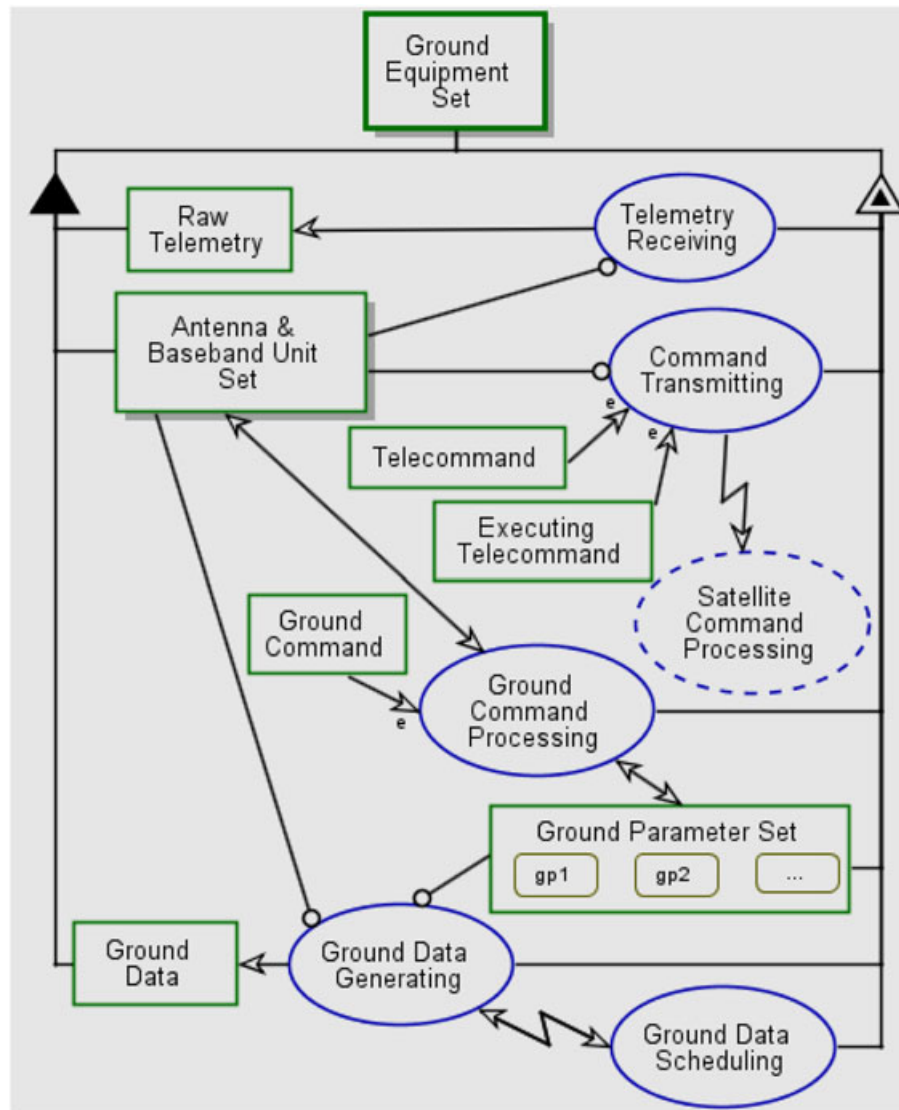 Ground
Equipment
Set
Raw
Telemetry
Telemetry
Receiving
Antenna &
Baseband Unit
Set
Command
Transmitting
e
e
Telecommand
Executing
Telecommand
Satellite
Command
Processing
Ground
Command
e
Ground
Command
Processing
Ground Parameter Set
gp1
gp2
...
Ground
Data
Ground Data
Generating
Ground Data
Scheduling